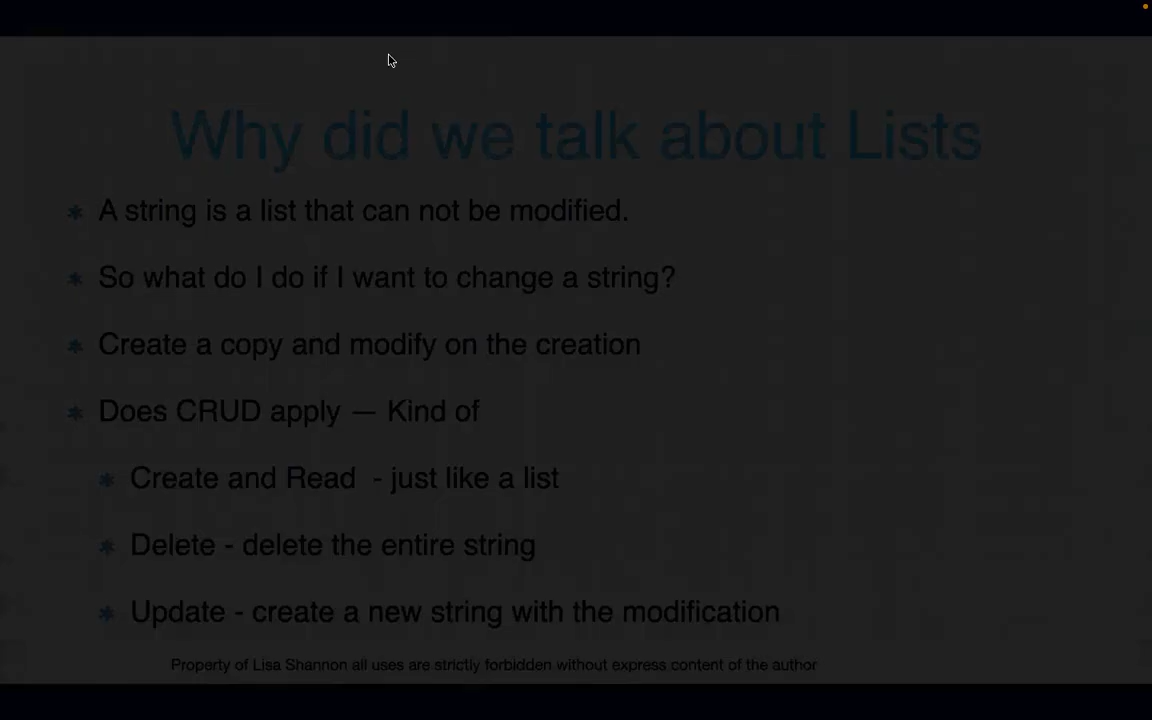 Why did we talk about Lists
A string is a list that can not be modified.
So what do I do if I want to change a string?
Create a copy and modify on the creation
Does CRUD apply — Kind of
Create and Read  - just like a list
Delete - delete the entire string
Update - create a new string with the modification
Property of Lisa Shannon all uses are strictly forbidden without express content of the author